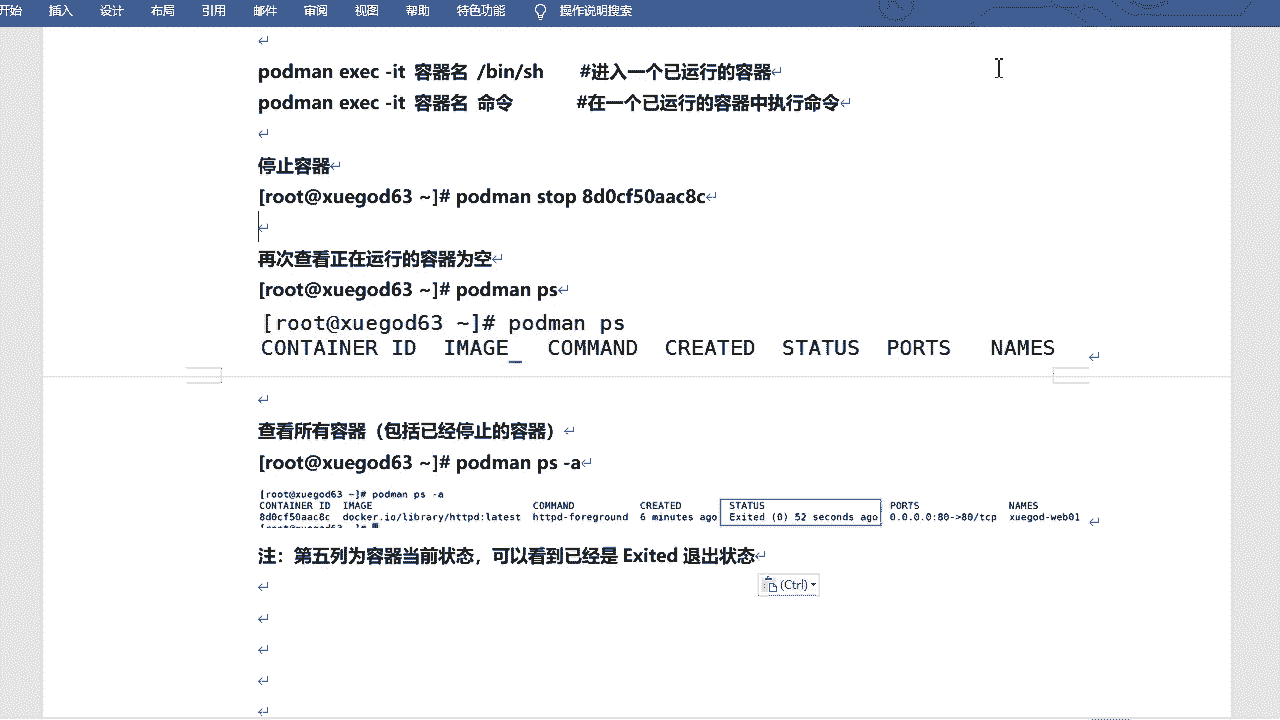 开始 插入 设计 布局 引用 邮件 审阅 视图 帮助 特色功能 操作说明搜索
podman exec -it 容器名 /bin/sh #进入一个已运行的容器
podman exec -it 容器名 命令 #在一个已运行的容器中执行命令
停止容器
[root@xuegod63 ~]# podman stop 8d0cf50aac8c
再次查看正在运行的容器为空
[root@xuegod63 ~]# podman ps
[root@xuegod63 ~]# podman ps
CONTAINER ID IMAGE COMMAND CREATED STATUS PORTS NAMES
查看所有容器（包括已经停止的容器）
[root@xuegod63 ~]# podman ps -a
[root@xuegod63 ~]# podman ps -a
CONTAINER ID IMAGE COMMAND CREATED STATUS PORTS NAMES
8d0cf50aac8c docker.io/library/httpd:latest httpd-foreground 6 minutes ago Exited (0) 52 seconds ago 0.0.0.0:80->80/tcp xuegod-web01
注：第五列为容器当前状态，可以看到已经是 Exited 退出状态
(Ctrl)